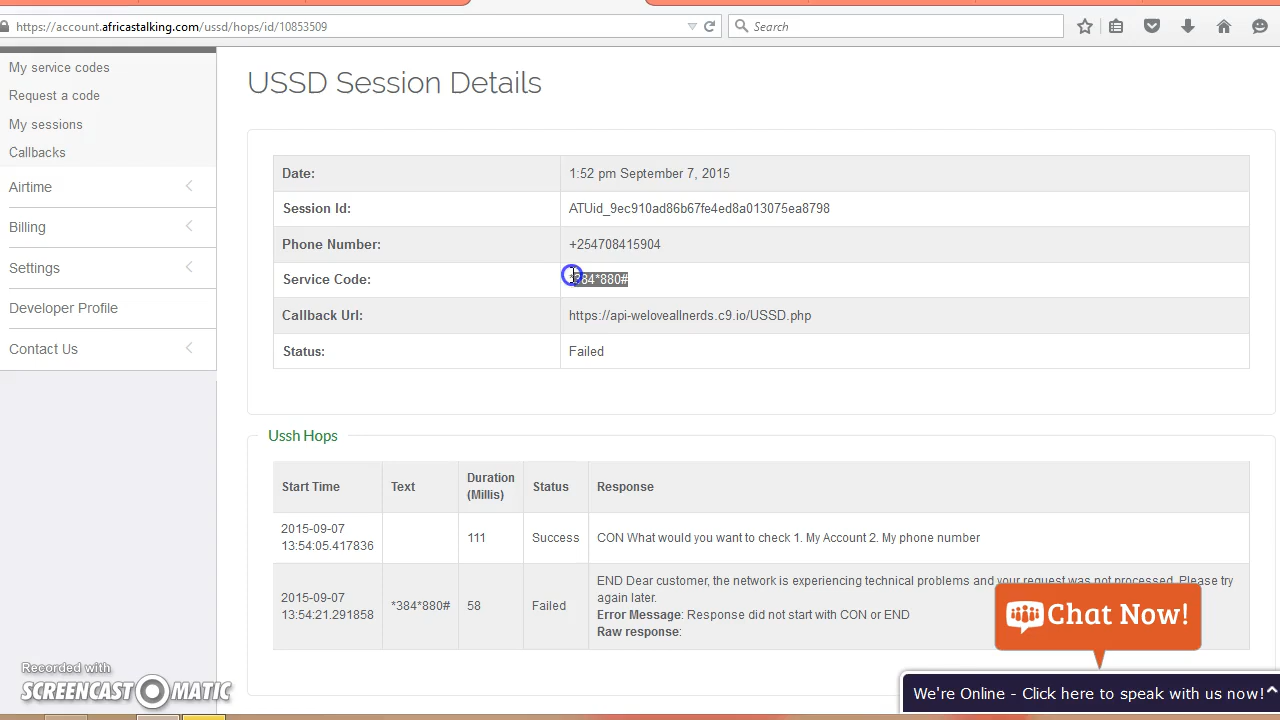 https://account.africastalking.com/ussd/hops/id/10853509
Search
My service codes
Request a code
My sessions
Callbacks
Airtime
Billing
Settings
Developer Profile
Contact Us
USSD Session Details
Date: 1:52 pm September 7, 2015
Session Id: ATUid_9ec910ad86b67fe4ed8a013075ea8798
Phone Number: +254708415904
Service Code: *384*880#
Callback Url: https://api-weloveallnerds.c9.io/USSD.php
Status: Failed
Ussh Hops
Start Time Text Duration (Millis) Status Response
2015-09-07 13:54:05.417836 111 Success CON What would you want to check 1. My Account 2. My phone number
2015-09-07 13:54:21.291858 *384*880# 58 Failed END Dear customer, the network is experiencing technical problems and your request was not processed. Please try
again later.
Error Message: Response did not start with CON or END
Raw response:
Chat Now!
We're Online - Click here to speak with us now!
Recorded with
SCREENCAST O MATIC